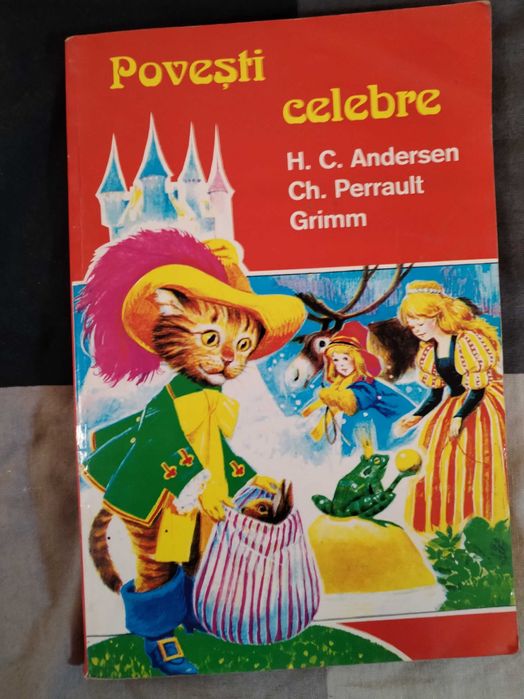 Povești
celebre
H. C. Andersen
Ch. Perrault
Grimm